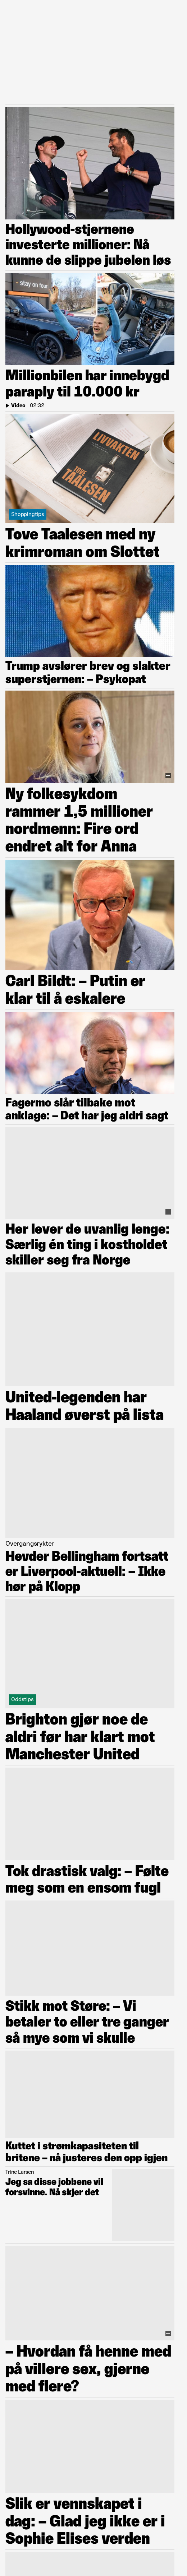 Hollywood-stjernene
investerte millioner: Nå
kunne de slippe jubelen løs
stay on fox
Millionbilen har innebygd
paraply til 10.000 kr
Video | 02:32
LIVVAKTEN
TOVE
TAALESEN
Shoppingtips
Tove Taalesen med ny
krimroman om Slottet
Trump avslører brev og slakter
superstjernen: – Psykopat
Ny folkesykdom
rammer 1,5 millioner
nordmenn: Fire ord
endret alt for Anna
Carl Bildt: – Putin er
klar til å eskalere
Fagermo slår tilbake mot
anklage: – Det har jeg aldri sagt
Her lever de uvanlig lenge:
Særlig én ting i kostholdet
skiller seg fra Norge
United-legenden har
Haaland øverst på lista
Overgangsrykter
Hevder Bellingham fortsatt
er Liverpool-aktuell: – Ikke
hør på Klopp
Oddstips
Brighton gjør noe de
aldri før har klart mot
Manchester United
Tok drastisk valg: – Følte
meg som en ensom fugl
Stikk mot Støre: – Vi
betaler to eller tre ganger
så mye som vi skulle
Kuttet i strømkapasiteten til
britene – nå justeres den opp igjen
Trine Larsen
Jeg sa disse jobbene vil
forsvinne. Nå skjer det
– Hvordan få henne med
på villere sex, gjerne
med flere?
Slik er vennskapet i
dag: – Glad jeg ikke er i
Sophie Elises verden